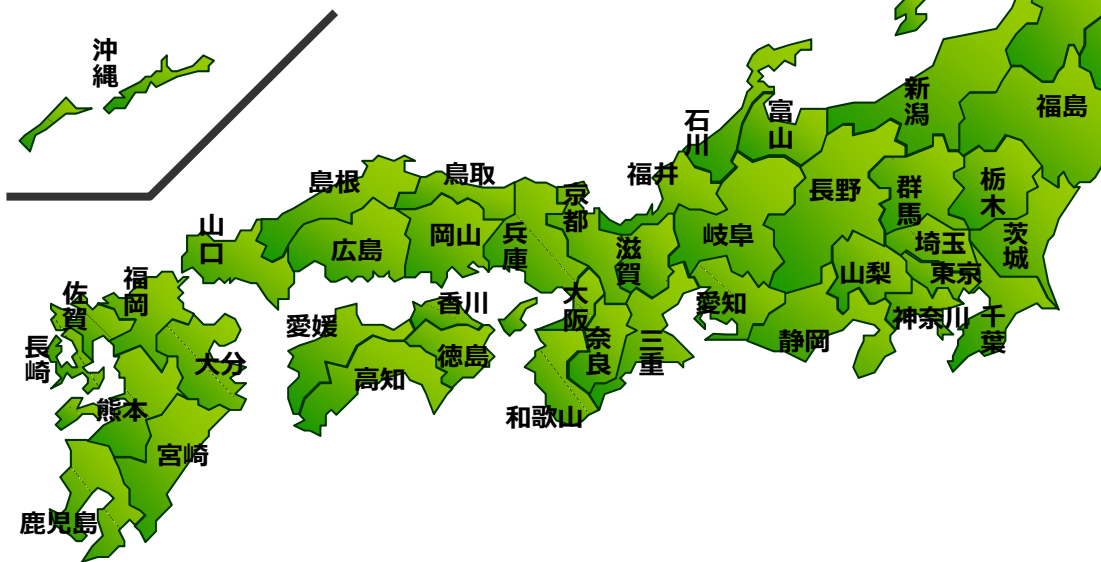 沖縄
新潟
福島
富山
石川
福井
鳥取
島根
京都
長野
群馬
栃木
山口
広島
岡山
兵庫
滋賀
岐阜
埼玉
茨城
山梨
東京
福岡
佐賀
大阪
香川
愛知
神奈川
千葉
愛媛
長崎
大分
徳島
高知
奈良
三重
静岡
熊本
和歌山
宮崎
鹿児島